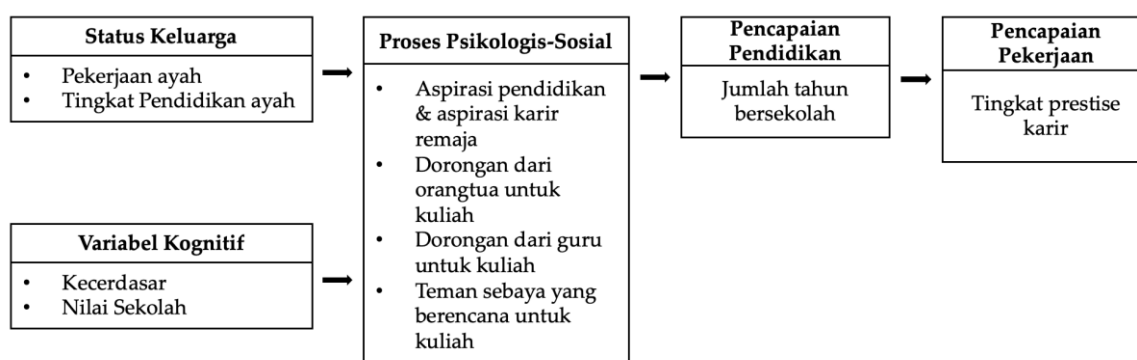 Status Keluarga
• Pekerjaan ayah
• Tingkat Pendidikan ayah
Variabel Kognitif
• Kecerdasar
• Nilai Sekolah
Proses Psikologis-Sosial
• Aspirasi pendidikan
& aspirasi karir
remaja
• Dorongan dari
orangtua untuk
kuliah
• Dorongan dari guru
untuk kuliah
• Teman sebaya yang
berencana untuk
kuliah
Pencapaian
Pendidikan
Jumlah tahun
bersekolah
Pencapaian
Pekerjaan
Tingkat prestise
karir